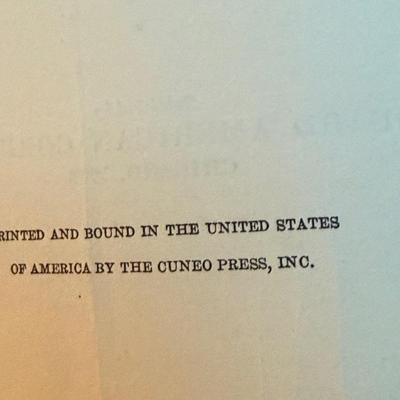 RINTED AND BOUND IN THE UNITED STATES
OF AMERICA BY THE CUNEO PRESS, INC.